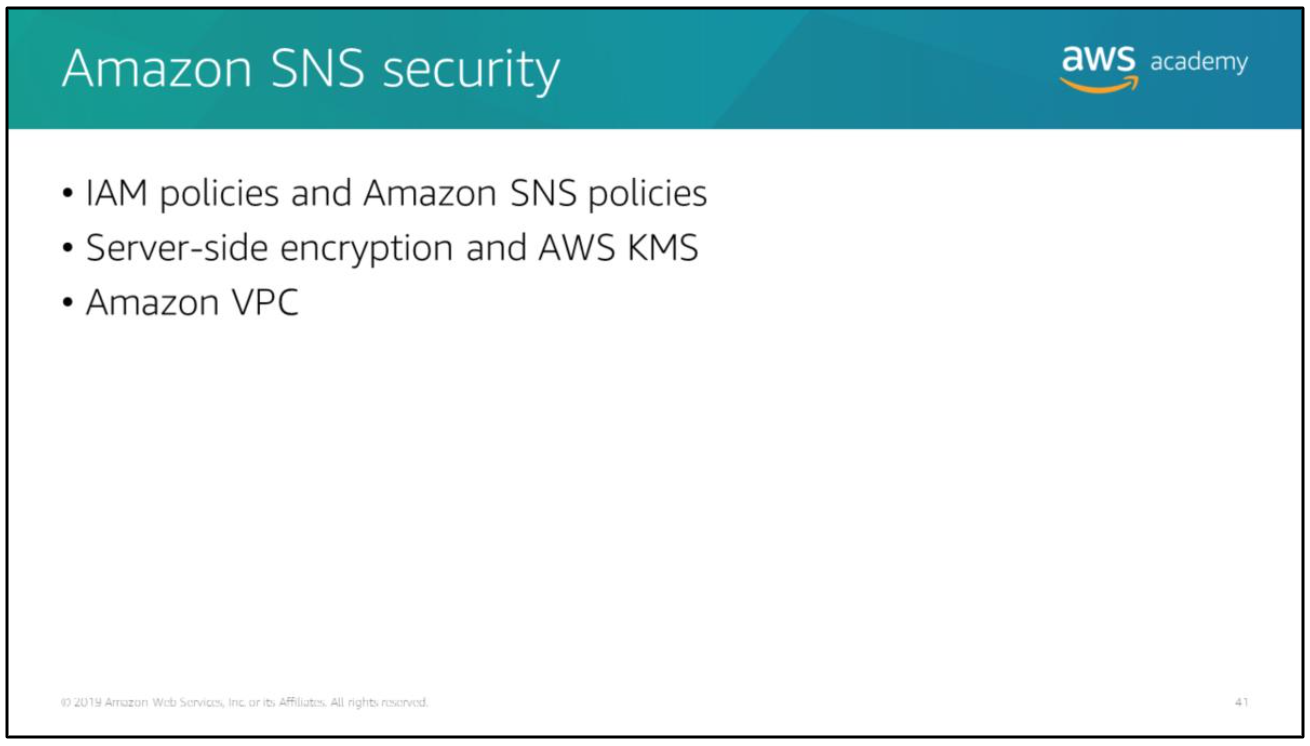 Amazon SNS security
aws academy
• IAM policies and Amazon SNS policies
• Server-side encryption and AWS KMS
• Amazon VPC
© 2019 Amazon Web Services, Inc. or its Affiliates. All rights reserved.
41